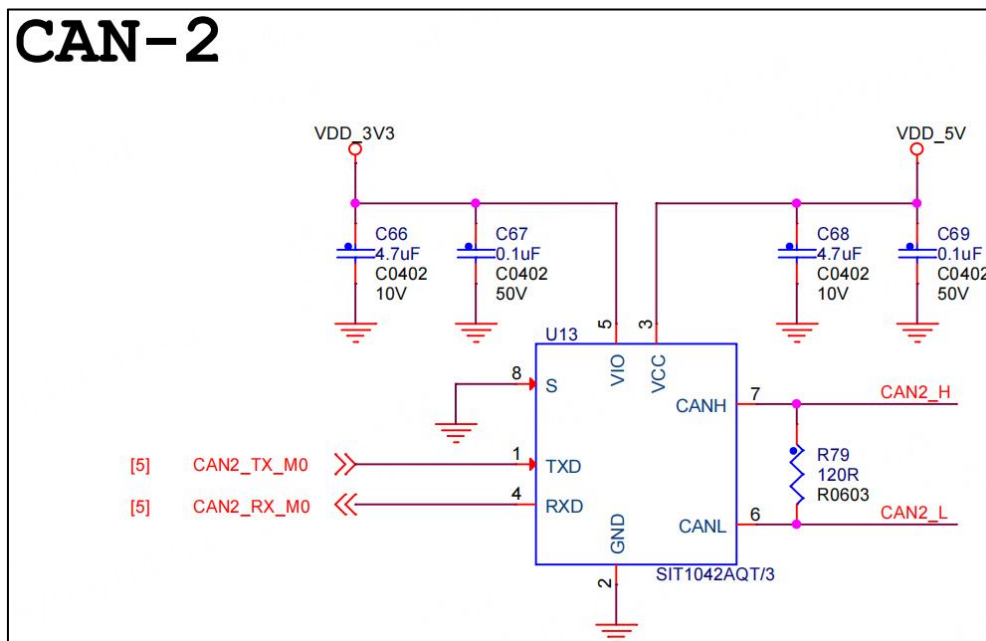 CAN-2
VDD_3V3
VDD_5V
C66
4.7uF
C0402
10V
C67
0.1uF
C0402
50V
C68
4.7uF
C0402
10V
C69
0.1uF
C0402
50V
U13
5
3
VIO
VCC
8
S
CANH
7
CAN2_H
[5] CAN2_TX_M0
1
TXD
R79
120R
R0603
[5] CAN2_RX_M0
4
RXD
GND
CANL
6
CAN2_L
2
SIT1042AQT/3